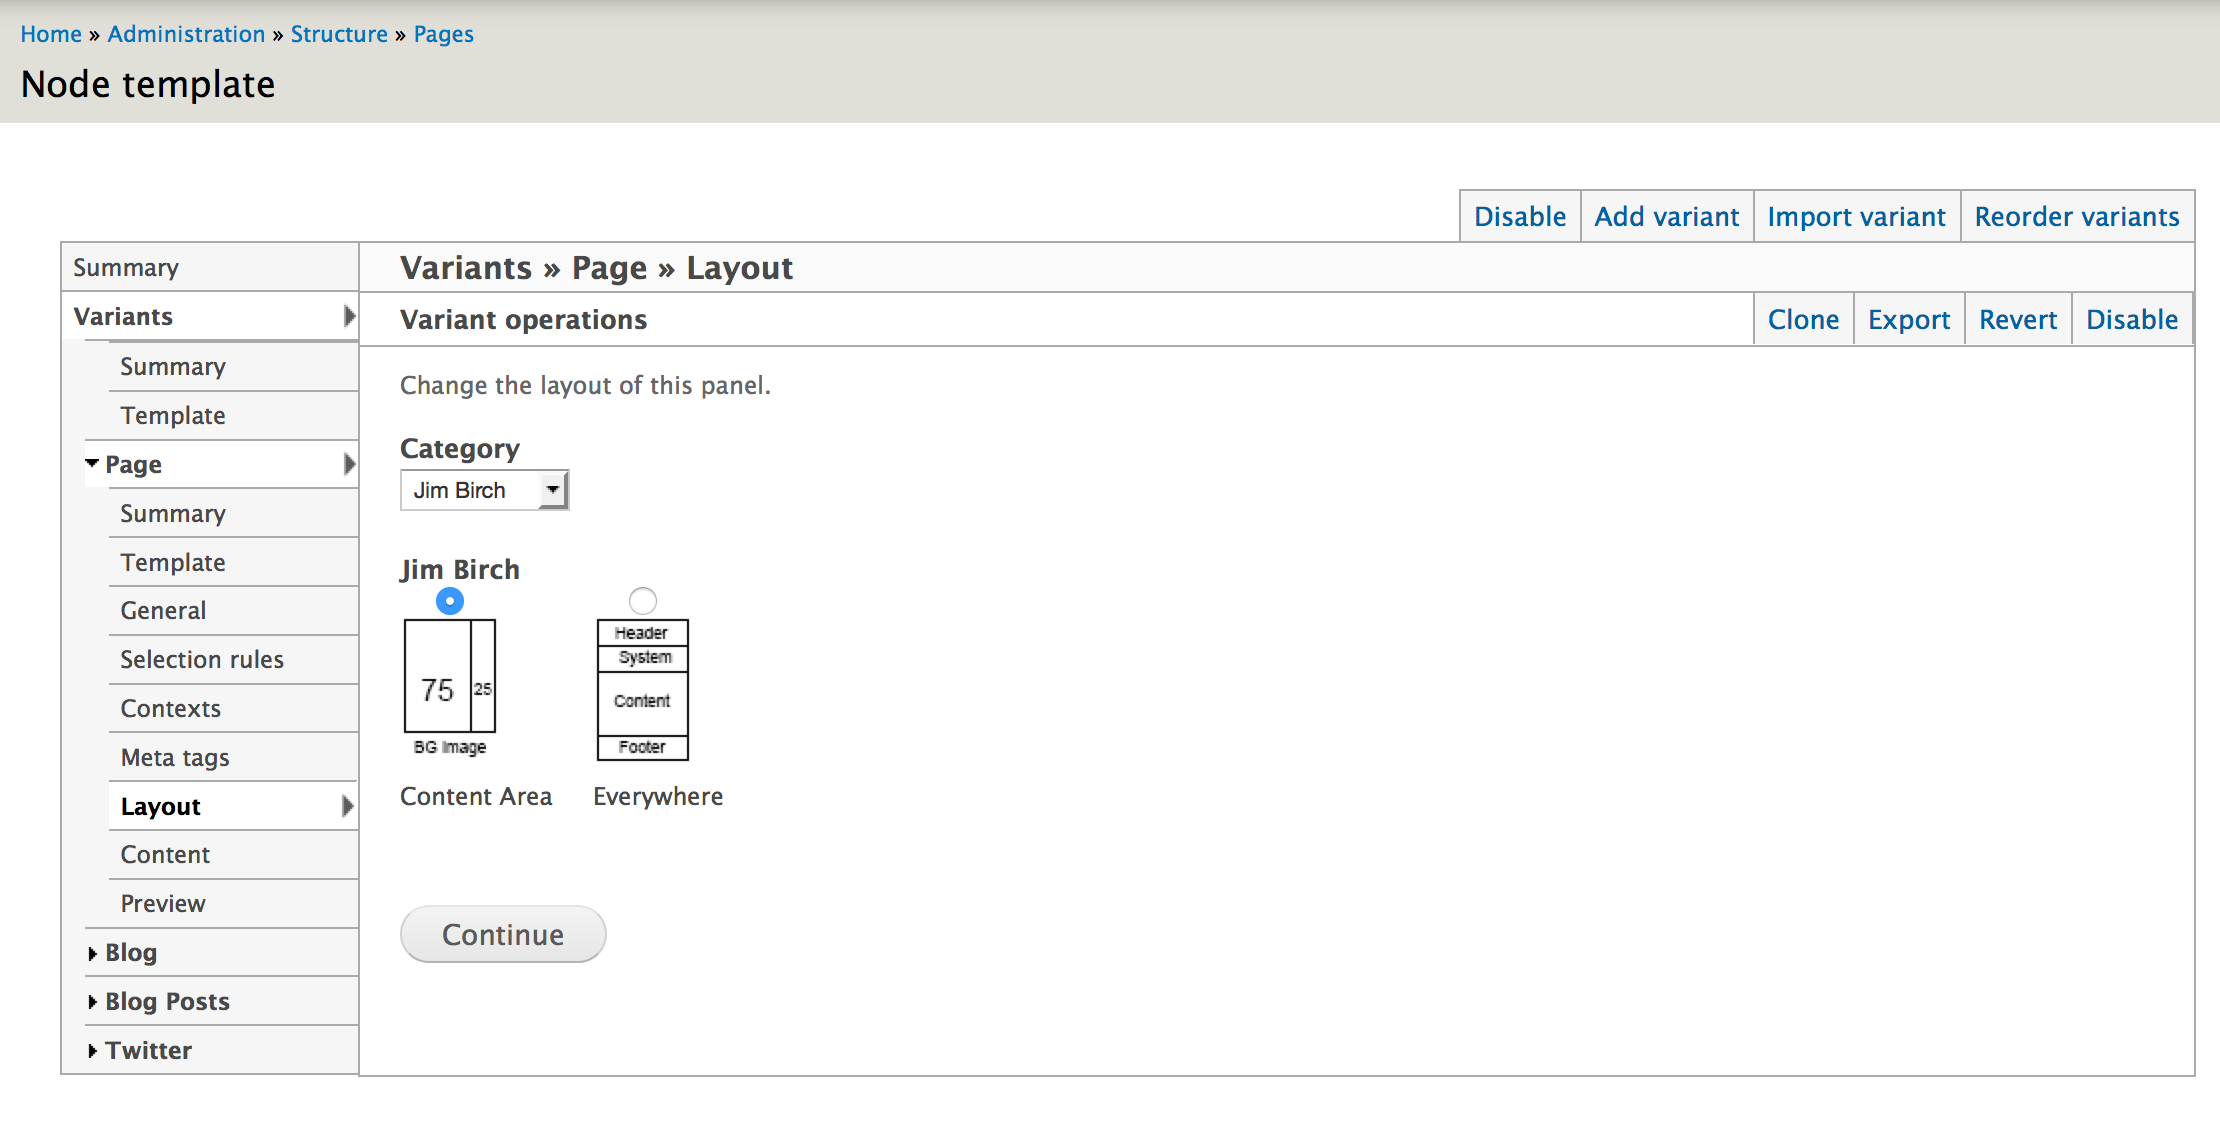 Home » Administration » Structure » Pages
Node template
Disable Add variant Import variant Reorder variants
Summary
Variants
Summary
Template
Page
Summary
Template
General
Selection rules
Contexts
Meta tags
Layout
Content
Preview
Blog
Blog Posts
Twitter
Variants » Page » Layout
Variant operations
Clone Export Revert Disable
Change the layout of this panel.
Category
Jim Birch
Jim Birch
75 25
BG Image
Content Area
Header
System
Content
Footer
Everywhere
Continue